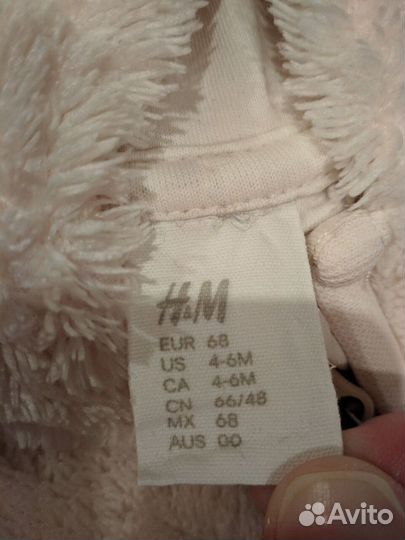 H&M
EUR 68
US 4-6M
CA 4-6M
CN 66/48
MX 68
AUS 00
Avito